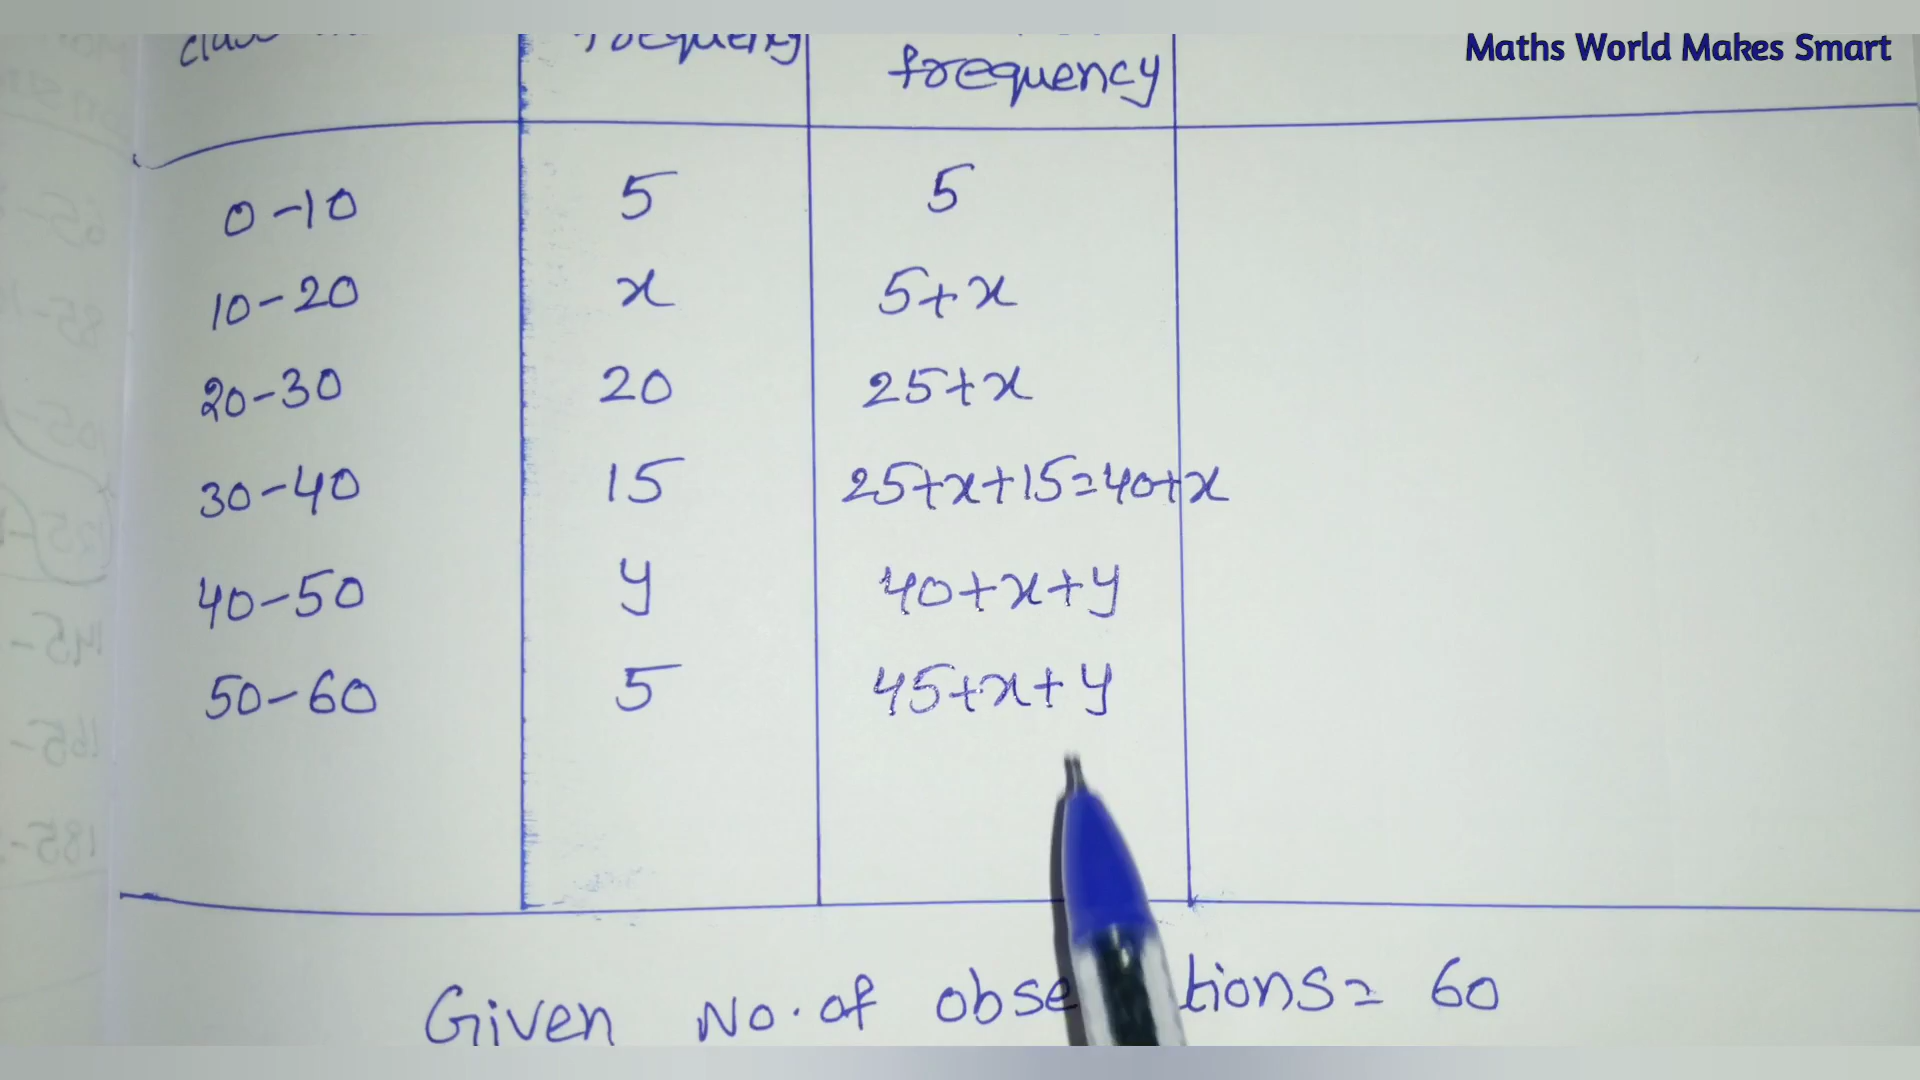 Maths World Makes Smart
frequency
0-10 5 5
10-20 x 5+x
20-30 20 25+x
30-40 15 25+x+15=40+x
40-50 y 40+x+y
50-60 5 45+x+y
Given No. of obse tions= 60